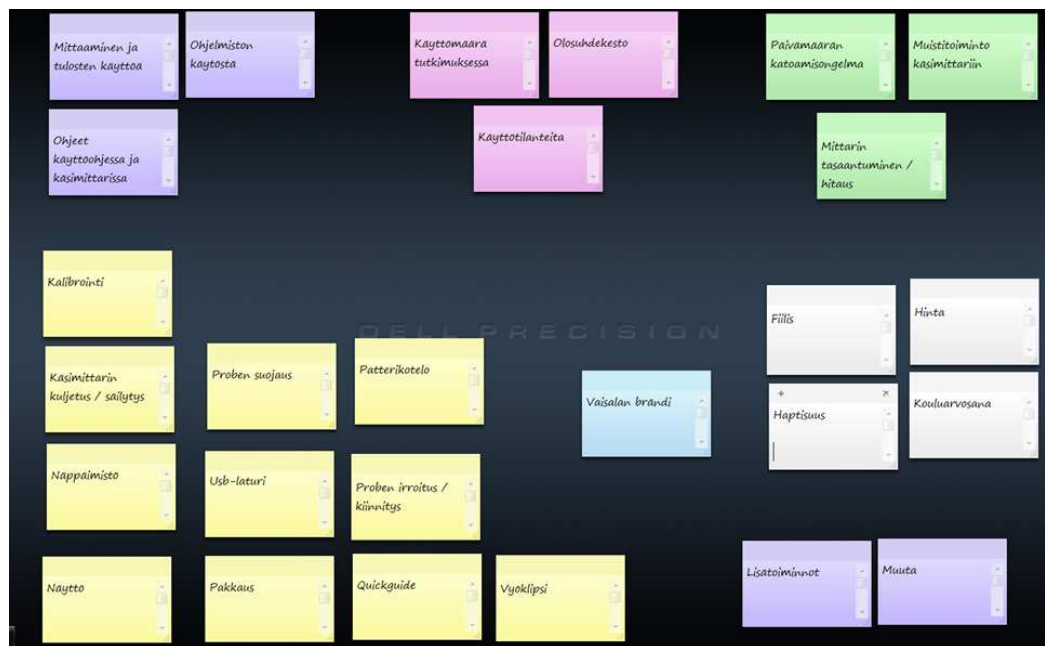 Mittaaminen ja
tulosten kayttoa
Ohjelmiston
kaytosta
Kayttomaara
tutkimuksessa
Olosuhdekesto
Paivamaaran
katoamisongelma
Muistitoiminto
kasimittariin
Ohjeet
kayttoohjessa ja
kasimittarissa
Kayttotilanteita
Mittarin
tasaantuminen /
hitaus
Kalibrointi
Fiilis
Hinta
DELL PRECISION
Kasimittarin
kuljetus / sailytys
Proben suojaus
Patterikotelo
Vaisalan brandi
Haptisuus
Kouluarvosana
Nappaimisto
Usb-laturi
Proben irroitus /
kiinnitys
Naytto
Pakkaus
Quickguide
Vyoklipsi
Lisatoiminnot
Muuta